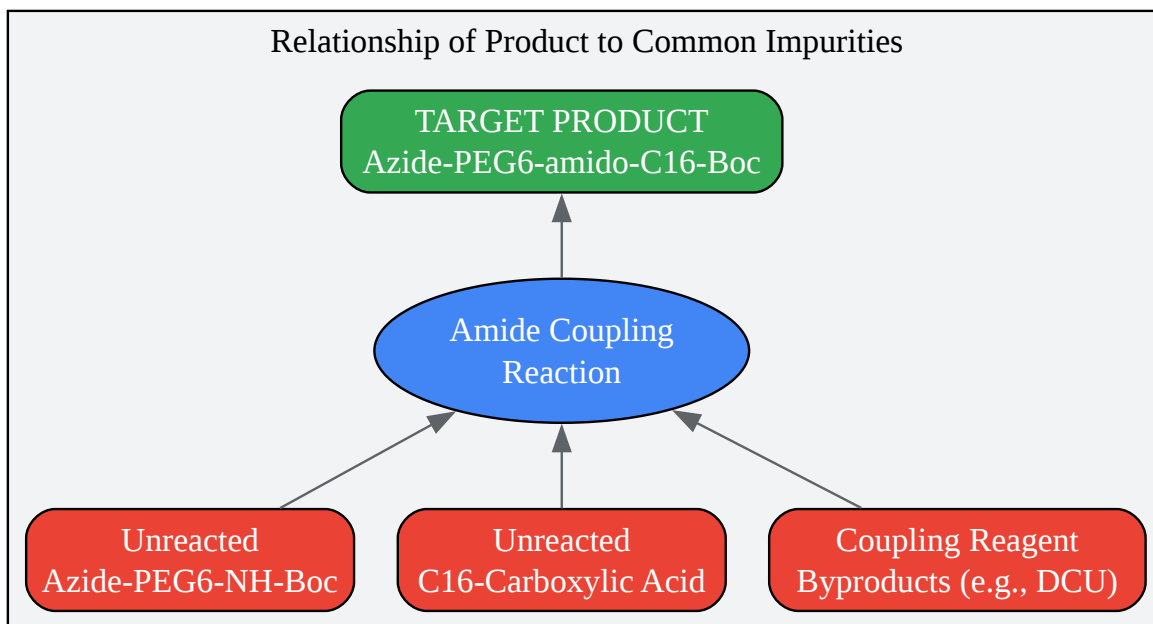 Relationship of Product to Common Impurities
TARGET PRODUCT
Azide-PEG6-amido-C16-Boc
Amide Coupling
Reaction
Unreacted
Azide-PEG6-NH-Boc
Unreacted
C16-Carboxylic Acid
Coupling Reagent
Byproducts (e.g., DCU)